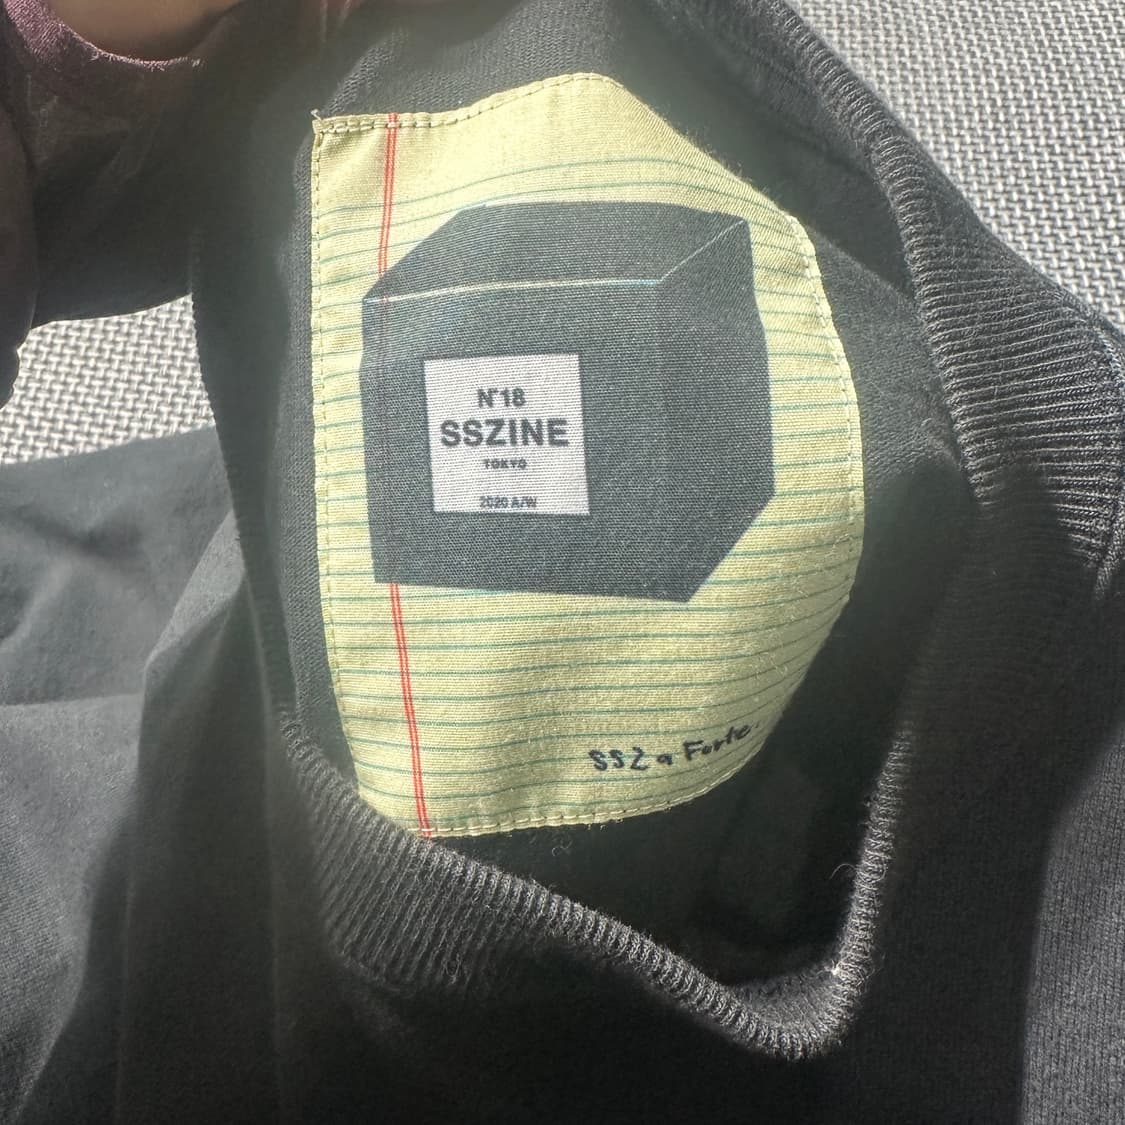 N°18
SSZINE
TOKYO
2020 A/W
SSZ a Forte.